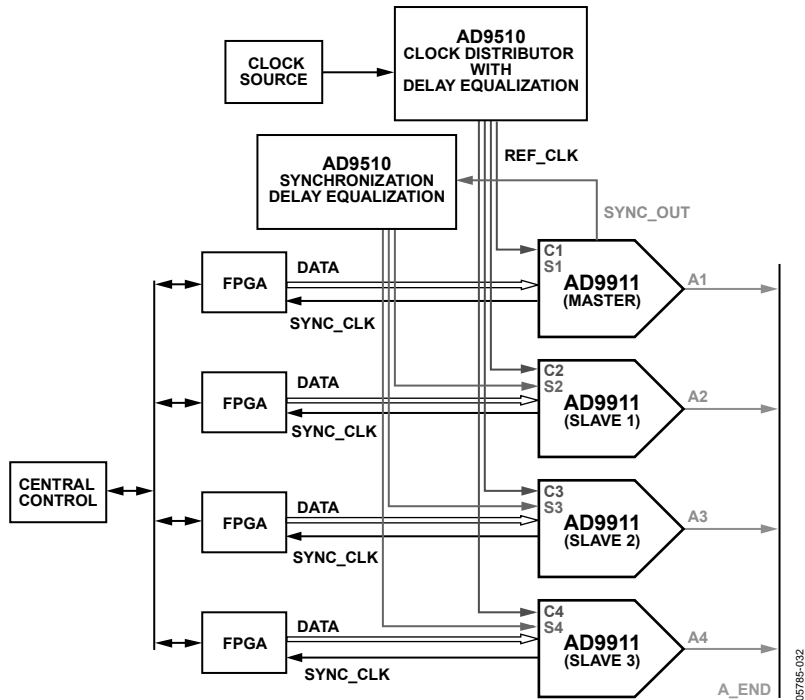 AD9510
CLOCK DISTRIBUTOR
WITH
DELAY EQUALIZATION
CLOCK
SOURCE
REF_CLK
AD9510
SYNCHRONIZATION
DELAY EQUALIZATION
SYNC_OUT
C1
S1
FPGA
DATA
SYNC_CLK
AD9911
(MASTER)
A1
C2
S2
FPGA
DATA
SYNC_CLK
AD9911
(SLAVE 1)
A2
CENTRAL
CONTROL
C3
S3
FPGA
DATA
SYNC_CLK
AD9911
(SLAVE 2)
A3
C4
S4
FPGA
DATA
SYNC_CLK
AD9911
(SLAVE 3)
A4
A_END
05785-032